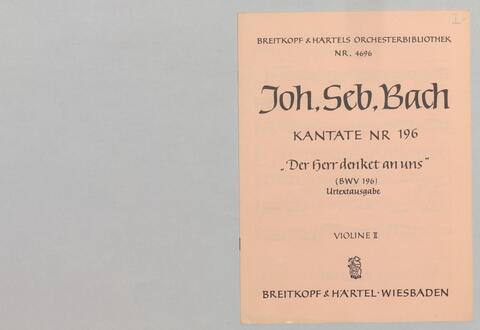 I.-
BREITKOPF & HÄRTELS ORCHESTERBIBLIOTHEK
NR. 4696
Joh. Seb. Bach
KANTATE NR 196
„Der Herr denket an uns"
(BWV 196)
Urtextausgabe
VIOLINE II
BREITKOPF & HÄRTEL · WIESBADEN